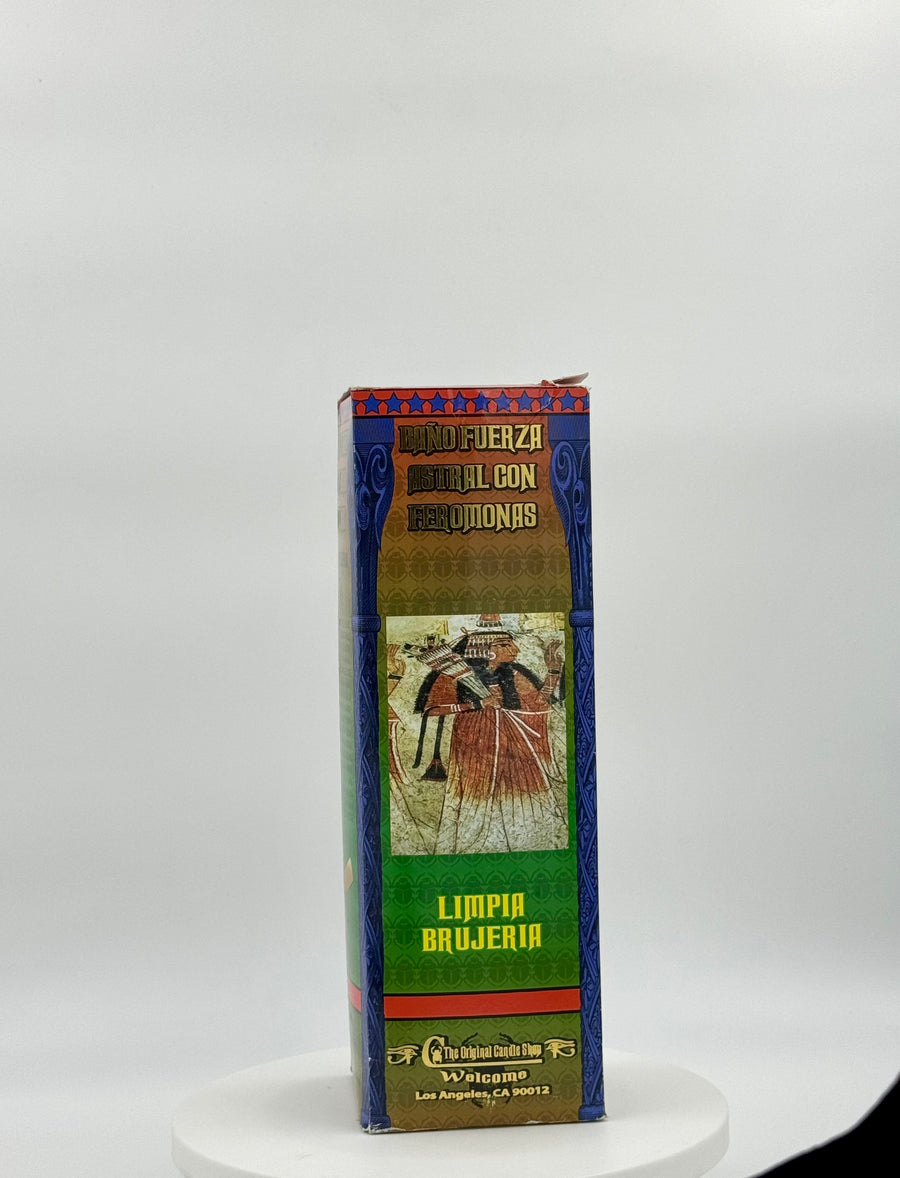 BAÑO FUERZA
ASTRAL CON
FEROMONAS
LIMPIA
BRUJERIA
The Original Candle Shop
Welcome
Los Angeles, CA 90012